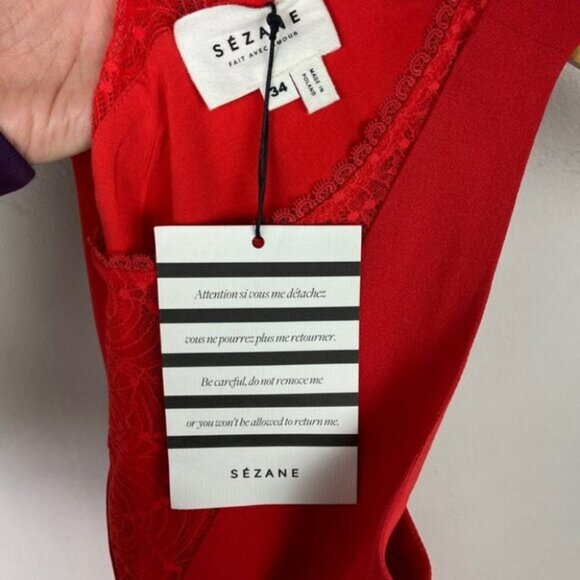 SÉZANE
FAIT AVEC AMOUR
34
MADE IN
POLAND
Attention si vous me détachez
vous ne pourrez plus me retourner.
Be careful, do not remove me
or you won't be allowed to return me.
SÉZANE